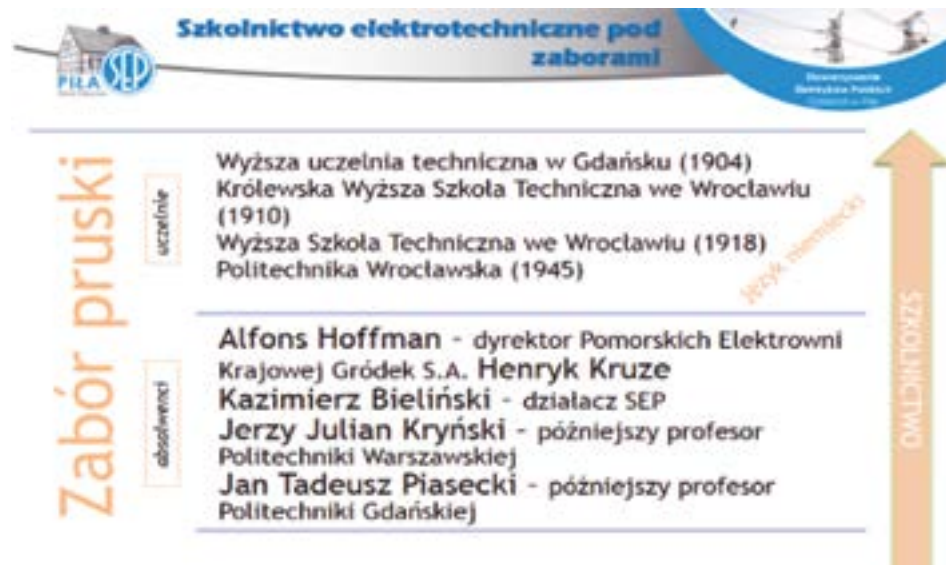 Szkolnictwo elektrotechniczne pod
zaborami
PIŁA SEP
Stowarzyszenie
Elektryków Polskich
Zabór pruski
uczelnie
Wyższa uczelnia techniczna w Gdańsku (1904)
Królewska Wyższa Szkoła Techniczna we Wrocławiu
(1910)
Wyższa Szkoła Techniczna we Wrocławiu (1918)
Politechnika Wrocławska (1945)
język niemiecki
absolwenci
Alfons Hoffman - dyrektor Pomorskich Elektrowni
Krajowej Gródek S.A. Henryk Kruze
Kazimierz Bieliński - działacz SEP
Jerzy Julian Kryński - późniejszy profesor
Politechniki Warszawskiej
Jan Tadeusz Piasecki - późniejszy profesor
Politechniki Gdańskiej
SZKOLNICTWO